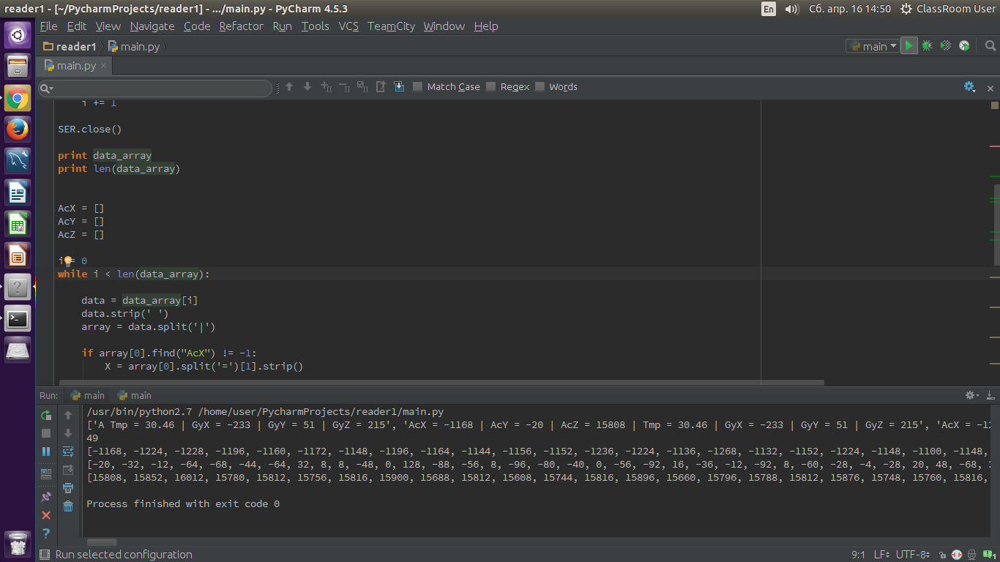 reader1 - [~/PycharmProjects/reader1] - .../main.py - PyCharm 4.5.3
En
Сб. апр. 16 14:50
ClassRoom User
File Edit View Navigate Code Refactor Run Tools VCS TeamCity Window Help
reader1 main.py
main
main.py
Match Case Regex Words
i += 1
SER.close()
print data_array
print len(data_array)
AcX = []
AcY = []
AcZ = []
i = 0
while i < len(data_array):
data = data_array[i]
data.strip(' ')
array = data.split('|')
if array[0].find("AcX") != -1:
X = array[0].split('=')[1].strip()
Run: main main
/usr/bin/python2.7 /home/user/PycharmProjects/reader1/main.py
['A Tmp = 30.46 | GyX = -233 | GyY = 51 | GyZ = 215', 'AcX = -1168 | AcY = -20 | AcZ = 15808 | Tmp = 30.46 | GyX = -233 | GyY = 51 | GyZ = 215', 'AcX = -12
49
[-1168, -1224, -1228, -1196, -1160, -1172, -1148, -1196, -1164, -1144, -1156, -1152, -1236, -1224, -1136, -1268, -1132, -1152, -1224, -1148, -1100, -1148,
[-20, -32, -12, -64, -68, -44, -64, 32, 8, 8, -48, 0, 128, -88, -56, 8, -96, -80, -40, 0, -56, -92, 16, -36, -12, -92, 8, -60, -28, -4, -28, 20, 48, -68, 2
[15808, 15852, 16012, 15780, 15812, 15756, 15816, 15900, 15688, 15812, 15608, 15744, 15816, 15896, 15660, 15796, 15788, 15812, 15876, 15748, 15760, 15816,
Process finished with exit code 0
Run selected configuration
9:1 LF UTF-8 1